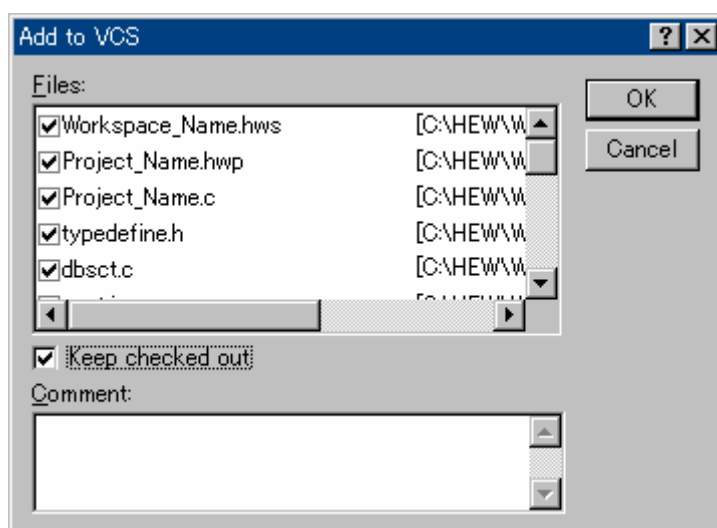 Add to VCS
Files:
OK
Workspace_Name.hws [C:\HEW\W
Cancel
Project_Name.hwp [C:\HEW\W
Project_Name.c [C:\HEW\W
typedefine.h [C:\HEW\W
dbsct.c [C:\HEW\W
Keep checked out
Comment: